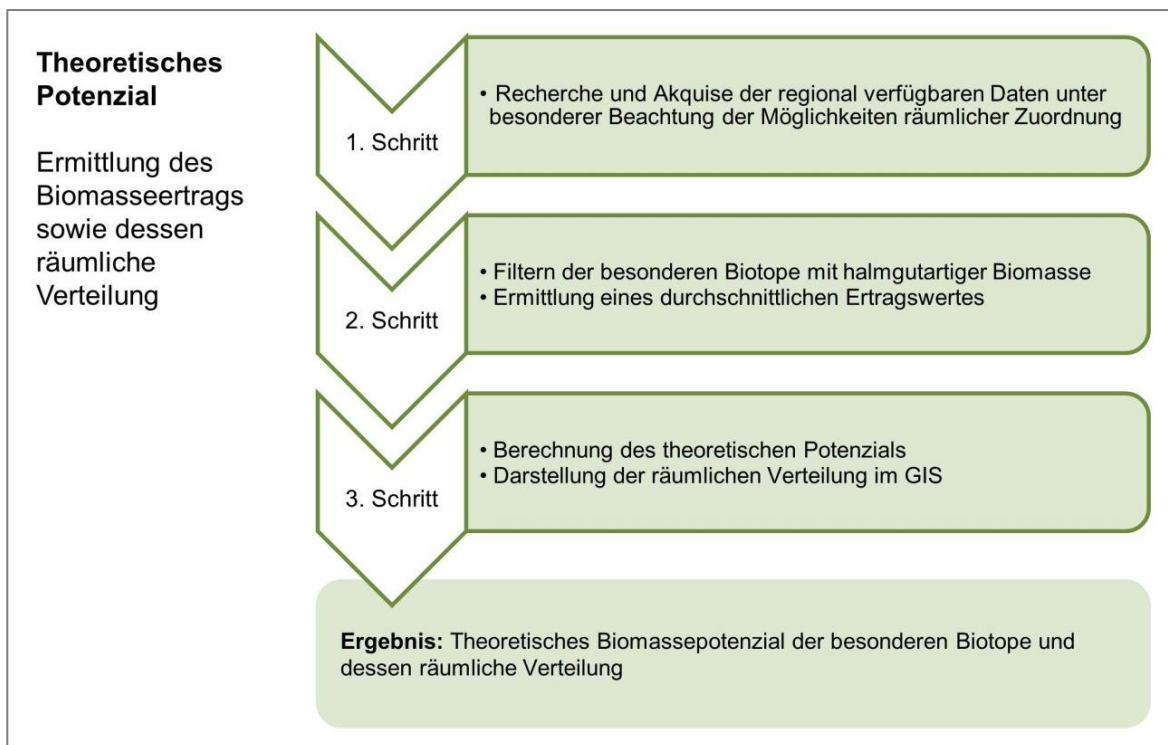 Theoretisches
Potenzial
Ermittlung des
Biomasseertrags
sowie dessen
räumliche
Verteilung
1. Schritt
• Recherche und Akquise der regional verfügbaren Daten unter
besonderer Beachtung der Möglichkeiten räumlicher Zuordnung
2. Schritt
• Filtern der besonderen Biotope mit halmgutartiger Biomasse
• Ermittlung eines durchschnittlichen Ertragswertes
3. Schritt
• Berechnung des theoretischen Potenzials
• Darstellung der räumlichen Verteilung im GIS
Ergebnis: Theoretisches Biomassepotenzial der besonderen Biotope und
dessen räumliche Verteilung